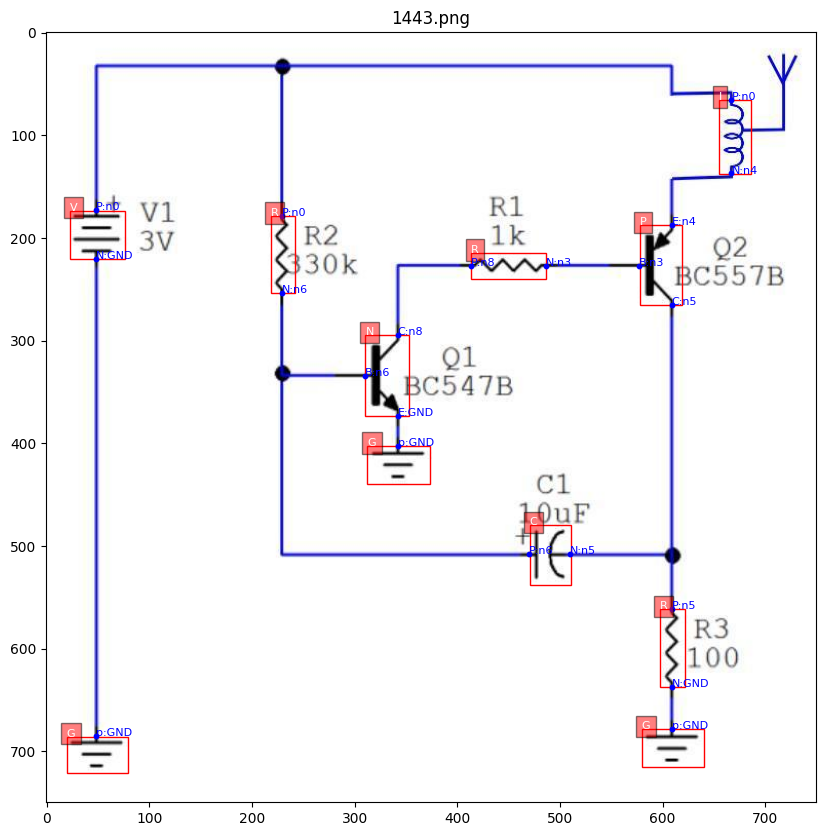 1443.png
0
I P:n0
100
N:n4
V P:n0 +
V1
3V
R P:n0
R2
330k
R1
1k
R
P E:n4
Q2
BC557B
200
N:GND
B:n8 N:n3
B:n3
N:n6
C:n5
300
N C:n8
Q1
BC547B
B:n6
E:GND
400
G p:GND
C1
10uF
C
+
500
P:n6 N:n5
R P:n5
R3
100
600
N:GND
G p:GND
G p:GND
700
0 100 200 300 400 500 600 700